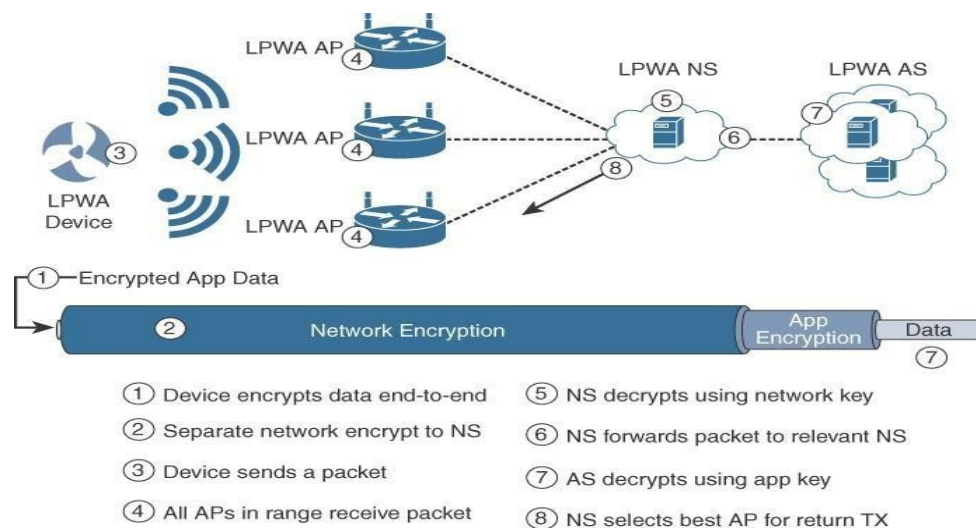 LPWA AP
④
LPWA NS
LPWA AS
⑤
⑦
③
LPWA AP
④
⑥
⑧
LPWA
Device
LPWA AP
④
① Encrypted App Data
② Network Encryption
App
Encryption
Data
⑦
① Device encrypts data end-to-end
② Separate network encrypt to NS
③ Device sends a packet
④ All APs in range receive packet
⑤ NS decrypts using network key
⑥ NS forwards packet to relevant NS
⑦ AS decrypts using app key
⑧ NS selects best AP for return TX